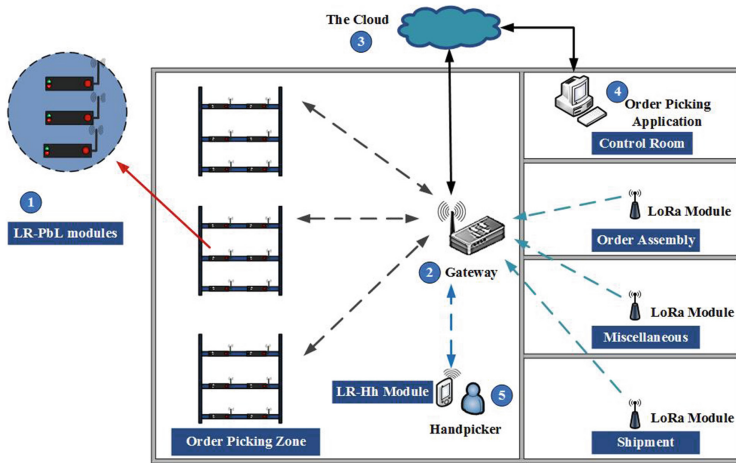 The Cloud
3
4
Order Picking
Application
Control Room
1
LR-PbL modules
LoRa Module
Order Assembly
2 Gateway
LoRa Module
Miscellaneous
LR-Hh Module
5
Handpicker
Order Picking Zone
LoRa Module
Shipment